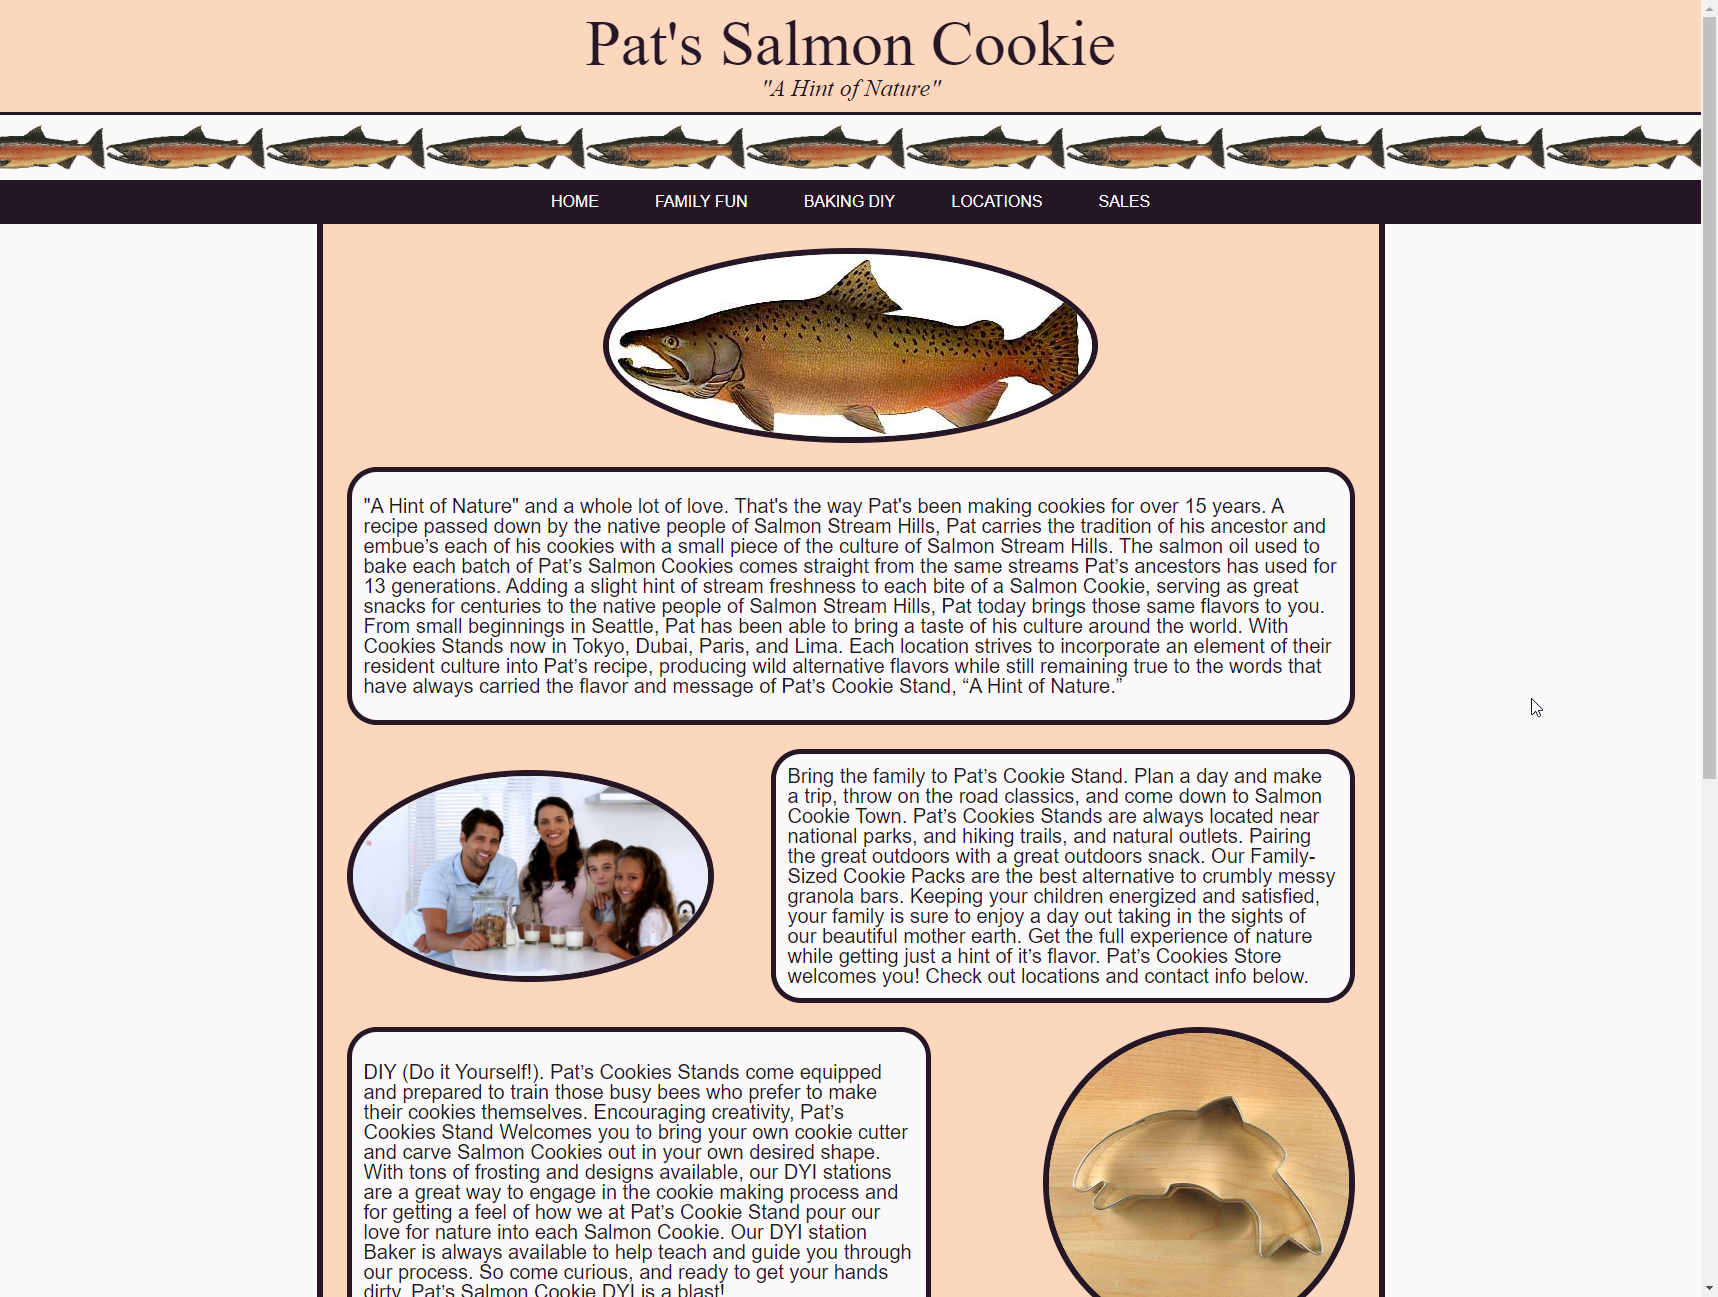 Pat's Salmon Cookie
"A Hint of Nature"
HOME FAMILY FUN BAKING DIY LOCATIONS SALES
"A Hint of Nature" and a whole lot of love. That's the way Pat's been making cookies for over 15 years. A
recipe passed down by the native people of Salmon Stream Hills, Pat carries the tradition of his ancestor and
embue’s each of his cookies with a small piece of the culture of Salmon Stream Hills. The salmon oil used to
bake each batch of Pat’s Salmon Cookies comes straight from the same streams Pat’s ancestors has used for
13 generations. Adding a slight hint of stream freshness to each bite of a Salmon Cookie, serving as great
snacks for centuries to the native people of Salmon Stream Hills, Pat today brings those same flavors to you.
From small beginnings in Seattle, Pat has been able to bring a taste of his culture around the world. With
Cookies Stands now in Tokyo, Dubai, Paris, and Lima. Each location strives to incorporate an element of their
resident culture into Pat’s recipe, producing wild alternative flavors while still remaining true to the words that
have always carried the flavor and message of Pat’s Cookie Stand, “A Hint of Nature.”
Bring the family to Pat’s Cookie Stand. Plan a day and make
a trip, throw on the road classics, and come down to Salmon
Cookie Town. Pat’s Cookies Stands are always located near
national parks, and hiking trails, and natural outlets. Pairing
the great outdoors with a great outdoors snack. Our Family-
Sized Cookie Packs are the best alternative to crumbly messy
granola bars. Keeping your children energized and satisfied,
your family is sure to enjoy a day out taking in the sights of
our beautiful mother earth. Get the full experience of nature
while getting just a hint of it’s flavor. Pat’s Cookies Store
welcomes you! Check out locations and contact info below.
DIY (Do it Yourself!). Pat’s Cookies Stands come equipped
and prepared to train those busy bees who prefer to make
their cookies themselves. Encouraging creativity, Pat’s
Cookies Stand Welcomes you to bring your own cookie cutter
and carve Salmon Cookies out in your own desired shape.
With tons of frosting and designs available, our DYI stations
are a great way to engage in the cookie making process and
for getting a feel of how we at Pat’s Cookie Stand pour our
love for nature into each Salmon Cookie. Our DYI station
Baker is always available to help teach and guide you through
our process. So come curious, and ready to get your hands
dirty. Pat’s Salmon Cookie DYI is a blast!